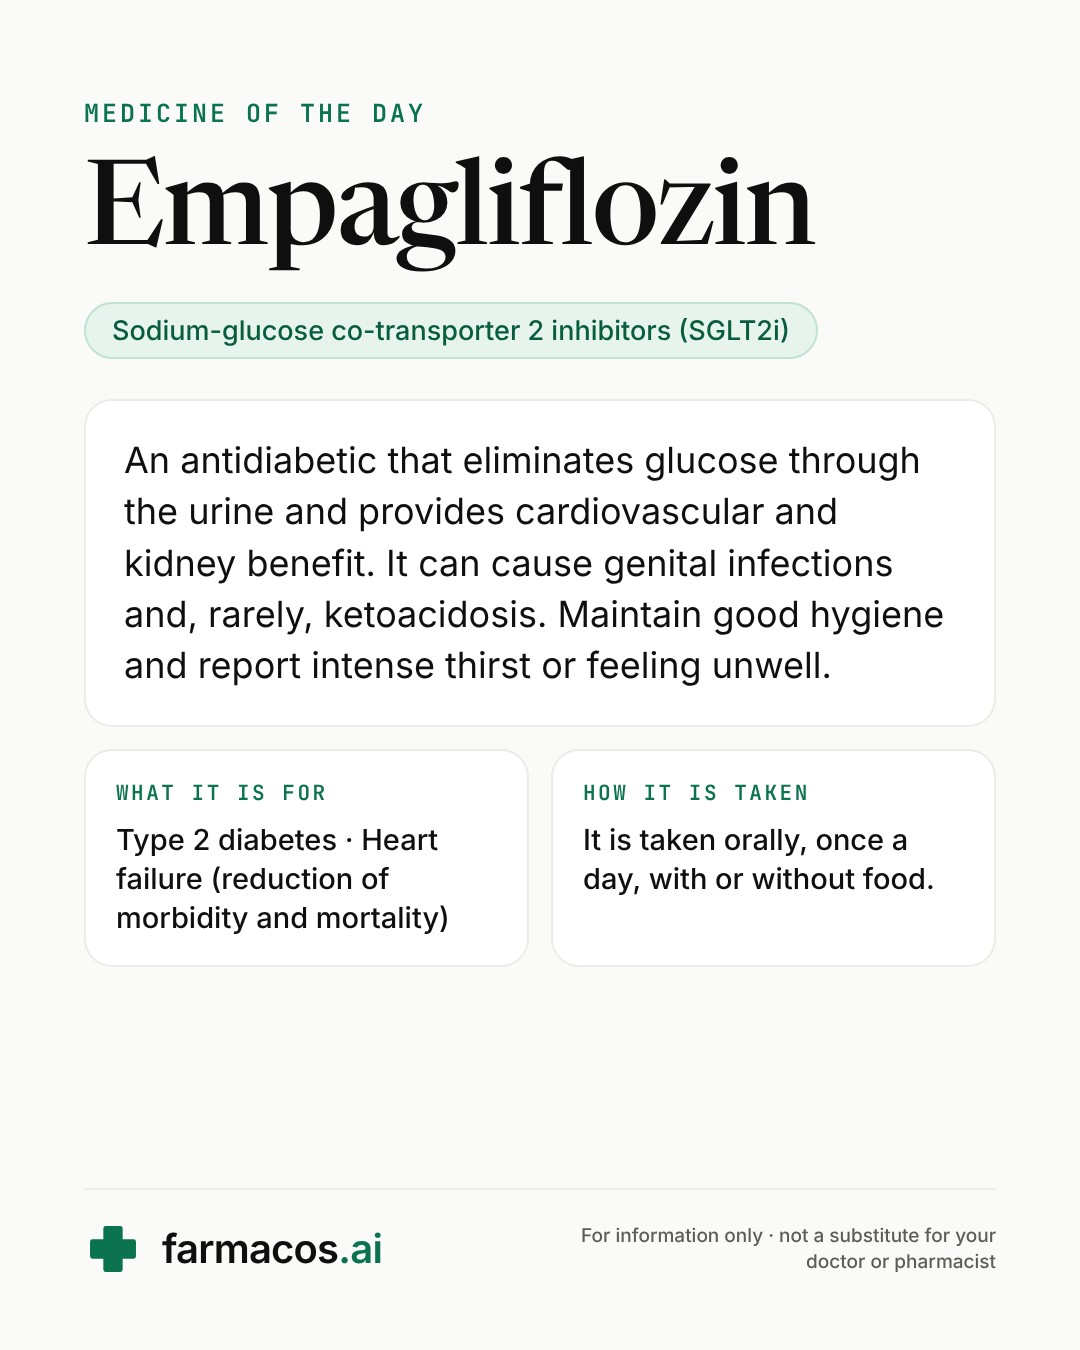 MEDICINE OF THE DAY
Empagliflozin
Sodium-glucose co-transporter 2 inhibitors (SGLT2i)
An antidiabetic that eliminates glucose through
the urine and provides cardiovascular and
kidney benefit. It can cause genital infections
and, rarely, ketoacidosis. Maintain good hygiene
and report intense thirst or feeling unwell.
WHAT IT IS FOR
Type 2 diabetes · Heart
failure (reduction of
morbidity and mortality)
HOW IT IS TAKEN
It is taken orally, once a
day, with or without food.
farmacos.ai
For information only · not a substitute for your
doctor or pharmacist